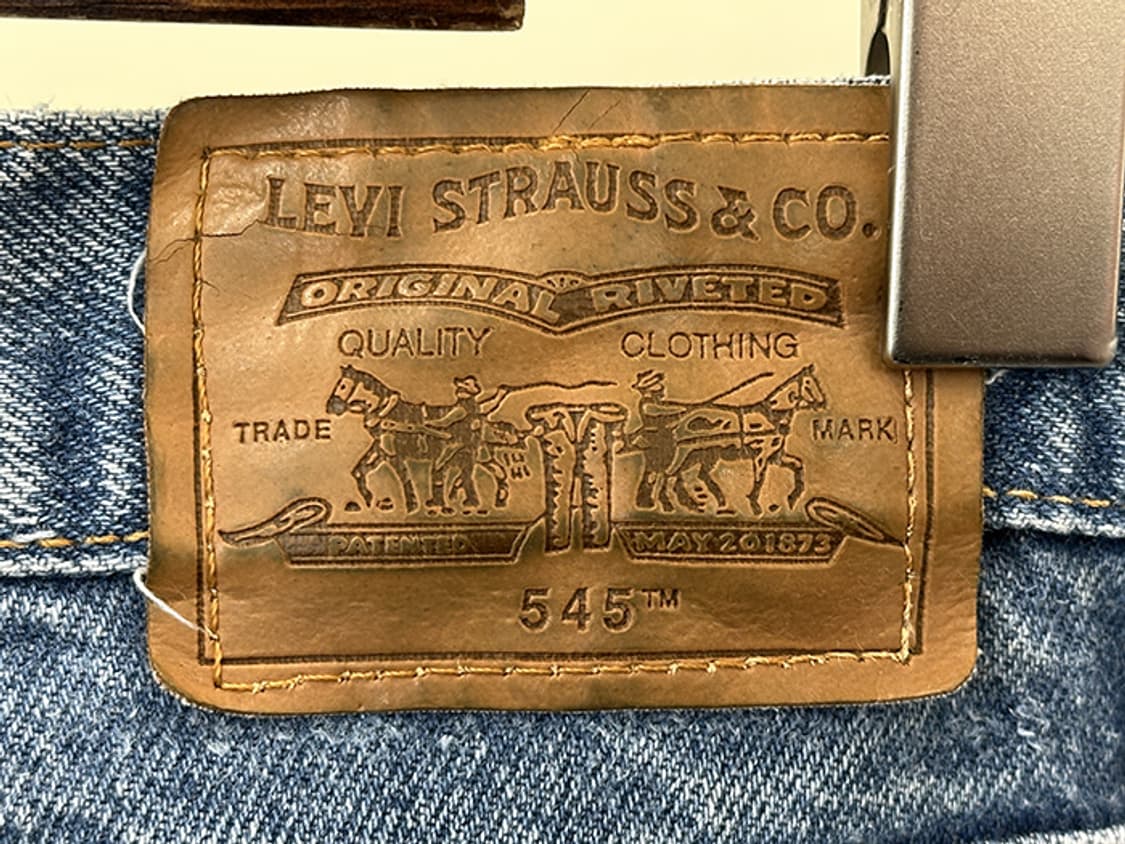 LEVI STRAUSS & CO.
ORIGINAL RIVETED
QUALITY CLOTHING
TRADE MARK
PATENTED MAY 20 1873
545™